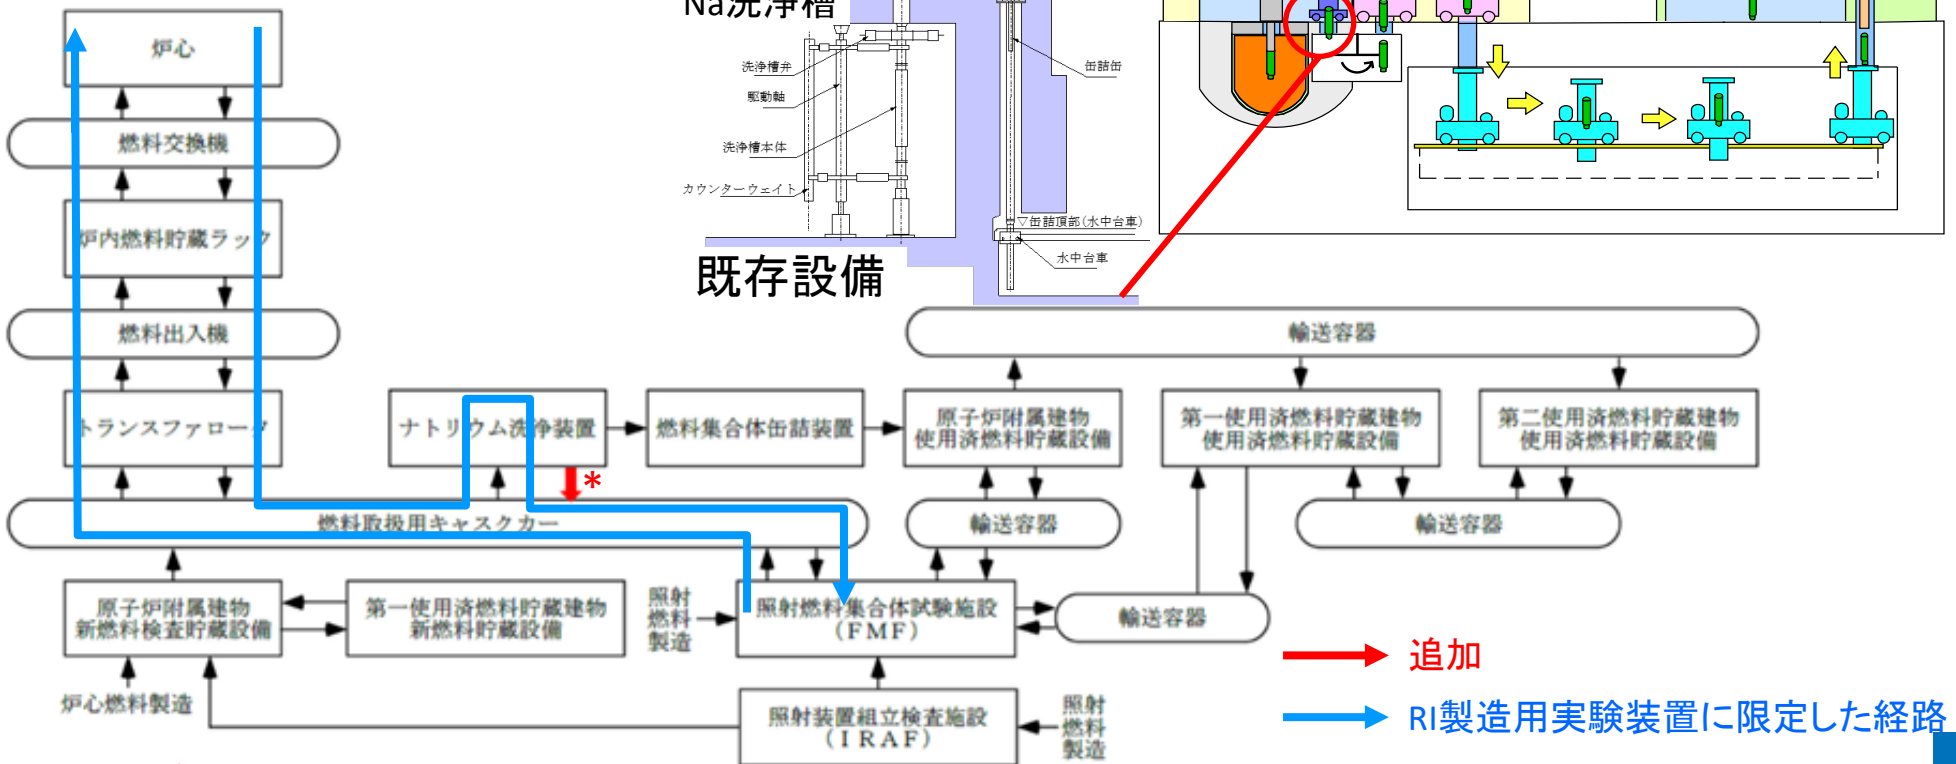 Na洗浄槽
洗浄槽弁
駆動軸
洗浄槽本体
カウンターウェイト
缶詰缶
▽缶詰頂部(水中台車)
水中台車
既存設備
炉心
燃料交換機
炉内燃料貯蔵ラック
燃料出入機
トランスファロータ
ナトリウム洗浄装置
*
燃料集合体缶詰装置
輸送容器
原子炉附属建物
使用済燃料貯蔵設備
第一使用済燃料貯蔵建物
使用済燃料貯蔵設備
第二使用済燃料貯蔵建物
使用済燃料貯蔵設備
燃料取扱用キャスクカー
輸送容器
輸送容器
原子炉附属建物
新燃料検査貯蔵設備
第一使用済燃料貯蔵建物
新燃料貯蔵設備
照射
燃料
製造
照射燃料集合体試験施設
(FMF)
輸送容器
炉心燃料製造
照射装置組立検査施設
(IRAF)
照射
燃料
製造
追加
RI製造用実験装置に限定した経路